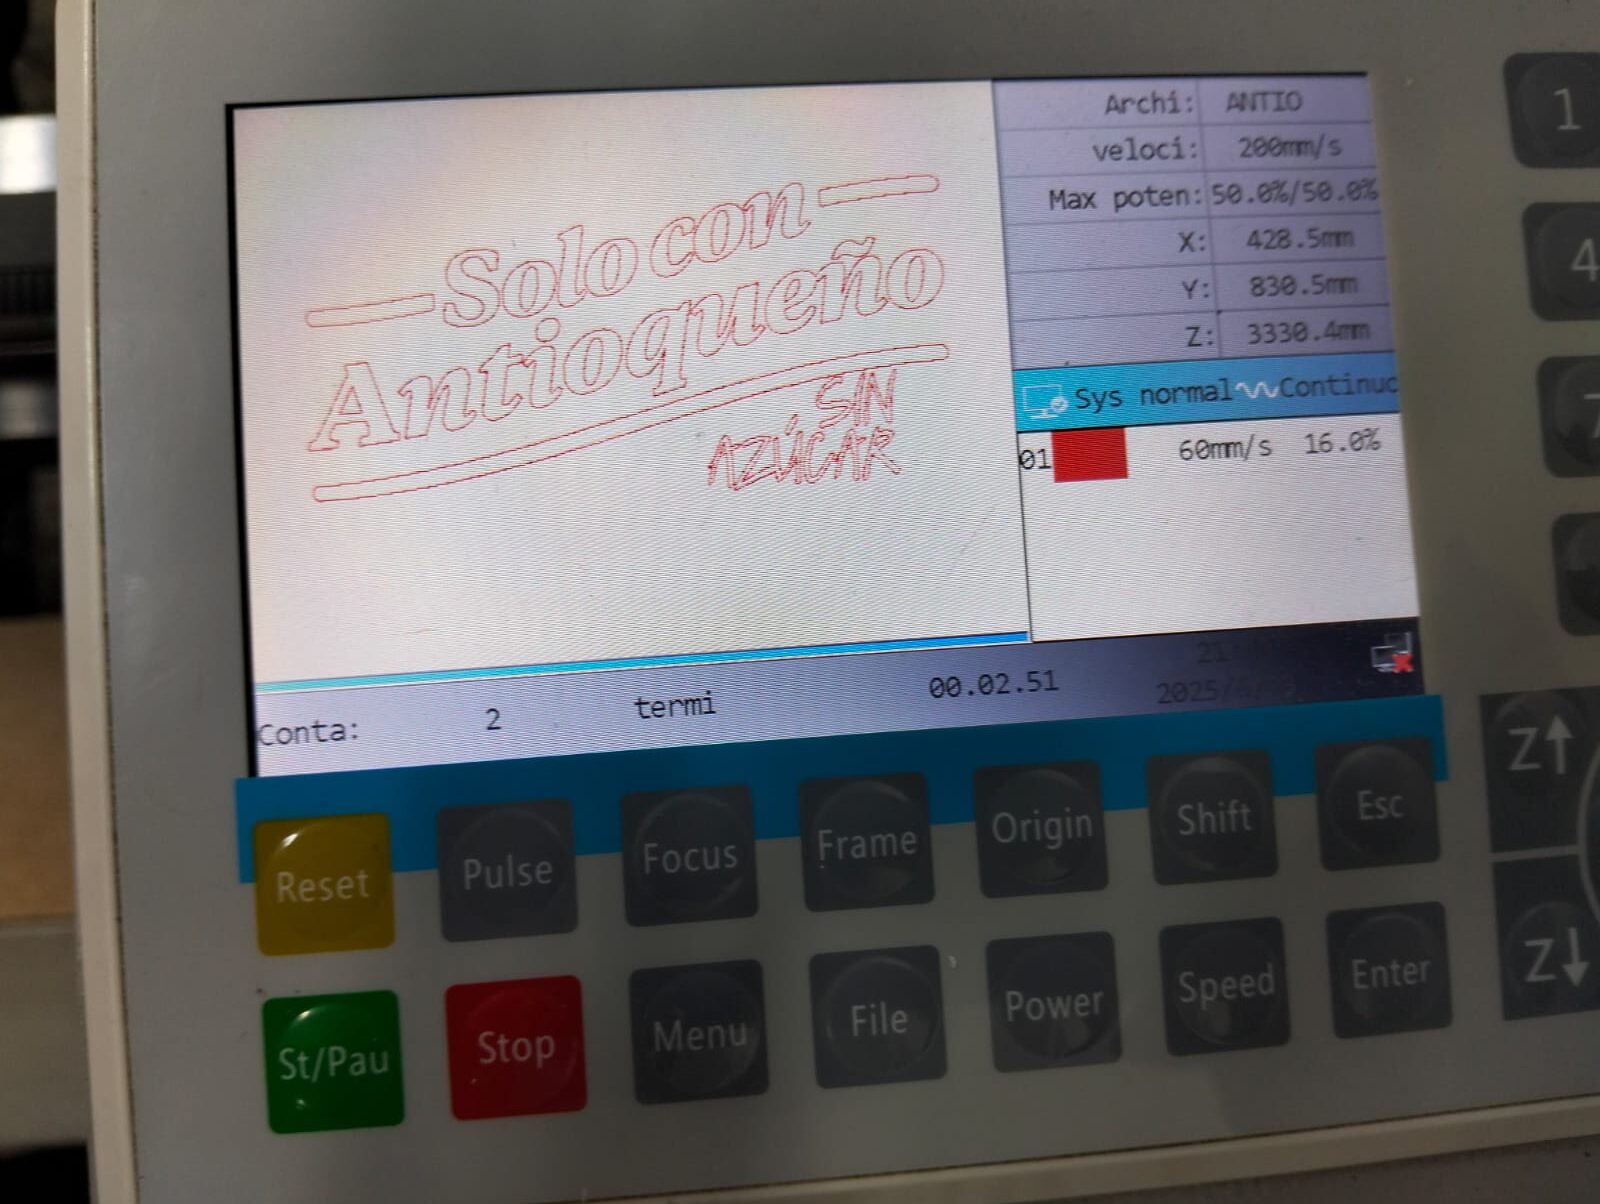 Solo con
Antioqueño
SIN
AZÚCAR
Archi: ANTIO
veloci: 200mm/s
Max poten: 50.0%/50.0%
X: 428.5mm
Y: 830.5mm
Z: 3330.4mm
Sys normal Continuo
01 60mm/s 16.0%
Conta: 2 termi 00.02.51
Reset Pulse Focus Frame Origin Shift Esc
St/Pau Stop Menu File Power Speed Enter
1
4
7
Z↑
Z↓